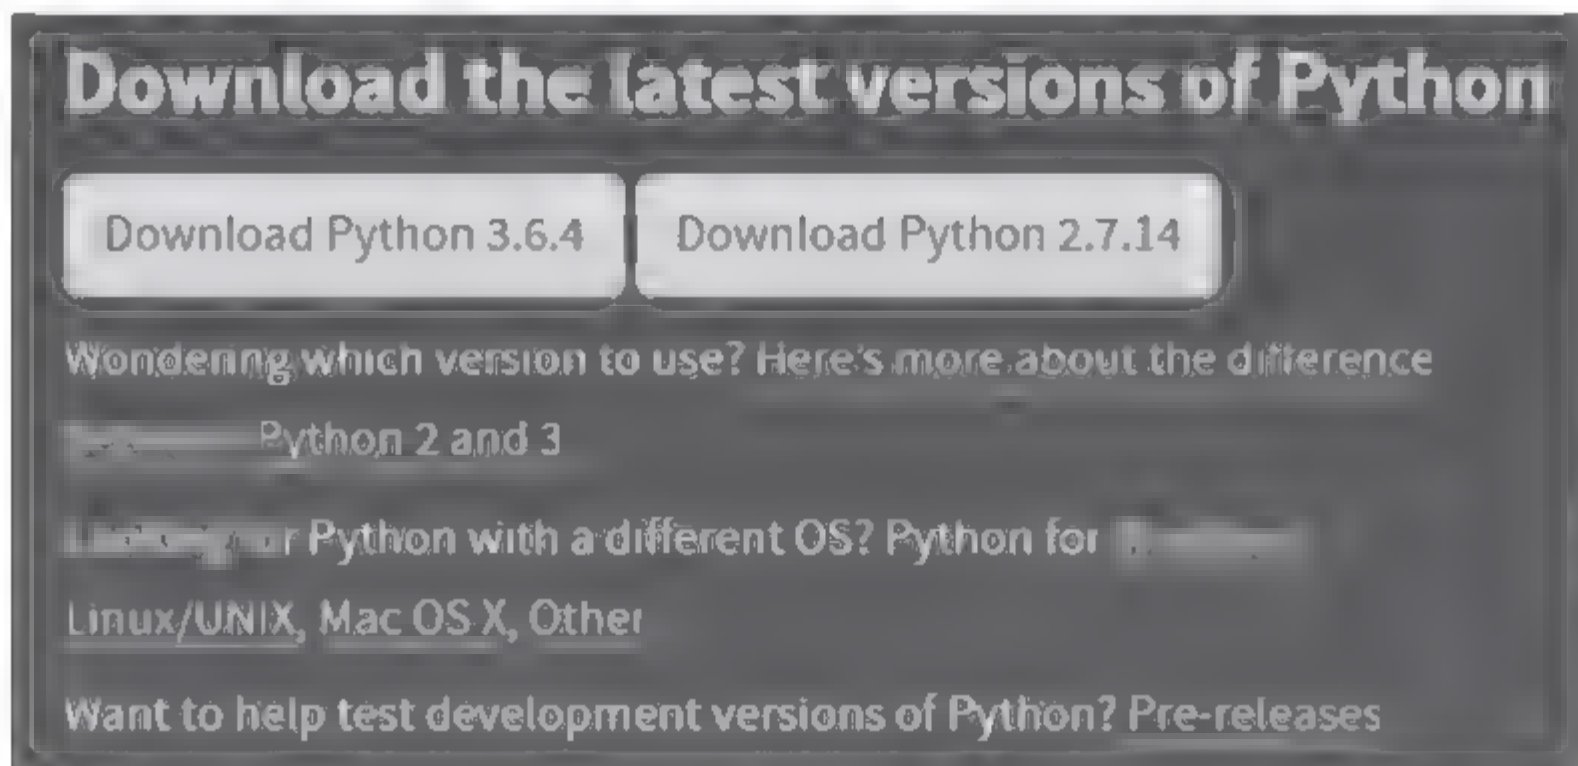 Download the latest versions of Python
Download Python 3.6.4 Download Python 2.7.14
Wondering which version to use? Here's more about the difference
Python 2 and 3
Python with a different OS? Python for
Linux/UNIX, Mac OS X, Other
Want to help test development versions of Python? Pre-releases